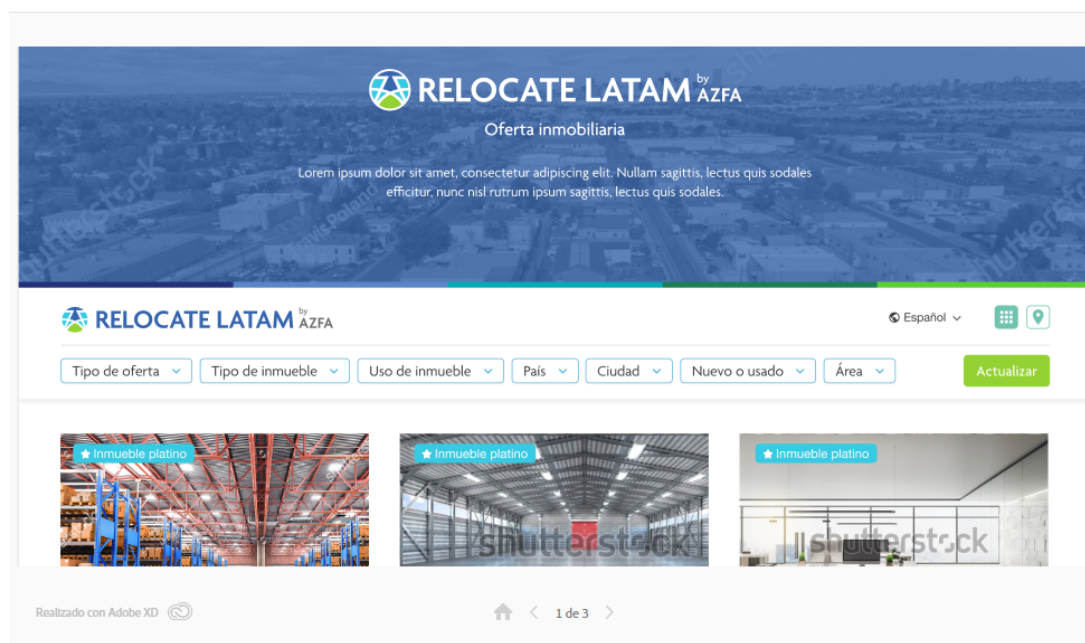 RELOCATE LATAM by AZFA
Oferta inmobiliaria
Lorem ipsum dolor sit amet, consectetur adipiscing elit. Nullam sagittis, lectus quis sodales
efficitur, nunc nisl rutrum ipsum sagittis, lectus quis sodales.
RELOCATE LATAM by AZFA
Español
Tipo de oferta Tipo de inmueble Uso de inmueble País Ciudad Nuevo o usado Área Actualizar
Inmueble platino Inmueble platino Inmueble platino
shutterstock shutterstock
Realizado con Adobe XD 1 de 3